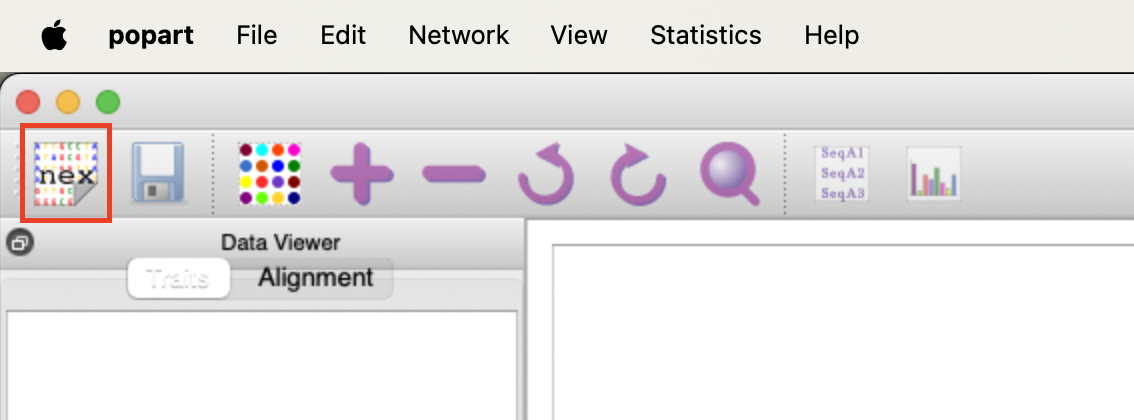 popart File Edit Network View Statistics Help
nex
SeqA1
SeqA2
SeqA3
Data Viewer
Traits Alignment